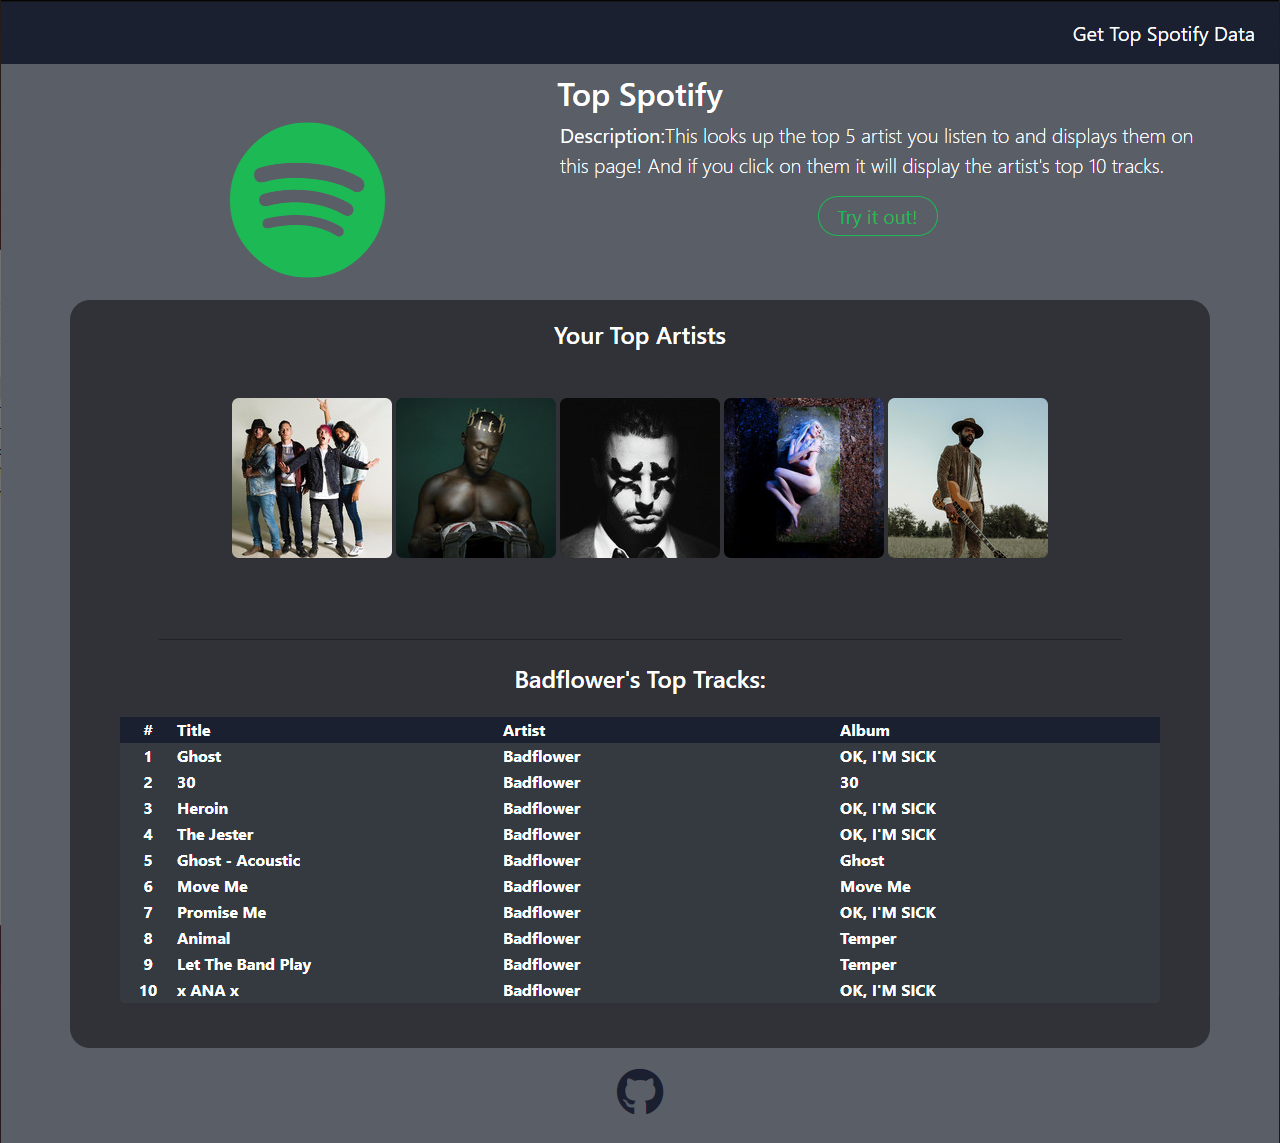 Get Top Spotify Data
Top Spotify
Description:This looks up the top 5 artist you listen to and displays them on
this page! And if you click on them it will display the artist's top 10 tracks.
Try it out!
Your Top Artists
Badflower's Top Tracks:
# Title Artist Album
1 Ghost Badflower OK, I'M SICK
2 30 Badflower 30
3 Heroin Badflower OK, I'M SICK
4 The Jester Badflower OK, I'M SICK
5 Ghost - Acoustic Badflower Ghost
6 Move Me Badflower Move Me
7 Promise Me Badflower OK, I'M SICK
8 Animal Badflower Temper
9 Let The Band Play Badflower Temper
10 x ANA x Badflower OK, I'M SICK